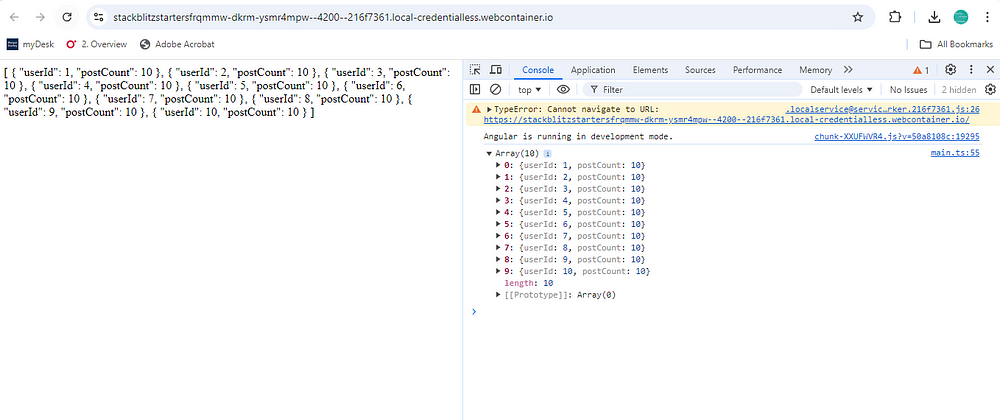 stackblitzstartersfrqmmw-dkrm-ysmr4mpw--4200--216f7361.local-credentialless.webcontainer.io
myDesk
2. Overview
Adobe Acrobat
All Bookmarks
[ { "userId": 1, "postCount": 10 }, { "userId": 2, "postCount": 10 }, { "userId": 3, "postCount":
10 }, { "userId": 4, "postCount": 10 }, { "userId": 5, "postCount": 10 }, { "userId": 6,
"postCount": 10 }, { "userId": 7, "postCount": 10 }, { "userId": 8, "postCount": 10 }, {
"userId": 9, "postCount": 10 }, { "userId": 10, "postCount": 10 } ]
Console Application Elements Sources Performance Memory 1
top Filter Default levels No Issues 2 hidden
TypeError: Cannot navigate to URL: .localservice@servic…rker.216f7361.js:26
https://stackblitzstartersfrqmmw-dkrm-ysmr4mpw--4200--216f7361.local-credentialless.webcontainer.io/
Angular is running in development mode. chunk-XXUFWVR4.js?v=50a8108c:19295
Array(10) i main.ts:55
0: {userId: 1, postCount: 10}
1: {userId: 2, postCount: 10}
2: {userId: 3, postCount: 10}
3: {userId: 4, postCount: 10}
4: {userId: 5, postCount: 10}
5: {userId: 6, postCount: 10}
6: {userId: 7, postCount: 10}
7: {userId: 8, postCount: 10}
8: {userId: 9, postCount: 10}
9: {userId: 10, postCount: 10}
length: 10
[[Prototype]]: Array(0)